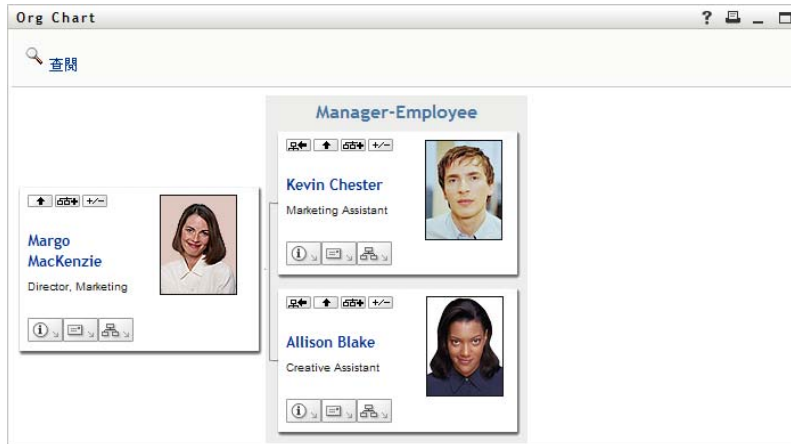 Org Chart
查閱
Manager-Employee
Kevin Chester
Marketing Assistant
Margo
MacKenzie
Director, Marketing
Allison Blake
Creative Assistant